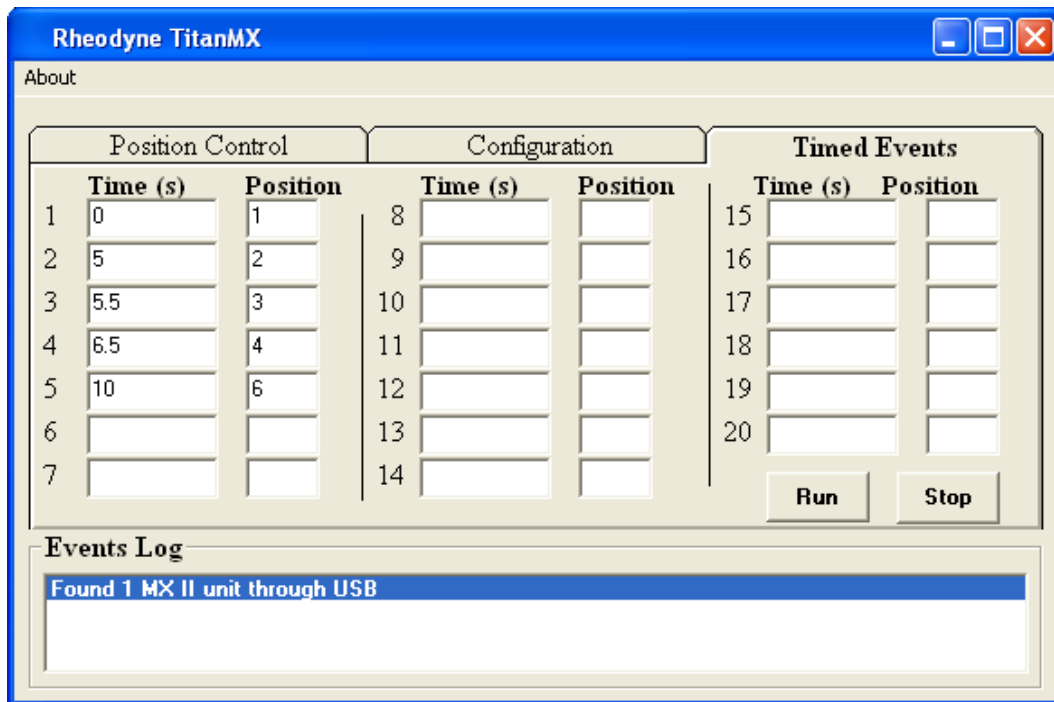 Rheodyne TitanMX
About
Position Control Configuration Timed Events
Time (s) Position Time (s) Position Time (s) Position
1 0 1 8 15
2 5 2 9 16
3 5.5 3 10 17
4 6.5 4 11 18
5 10 6 12 19
6 13 20
7 14
Run Stop
Events Log
Found 1 MX II unit through USB